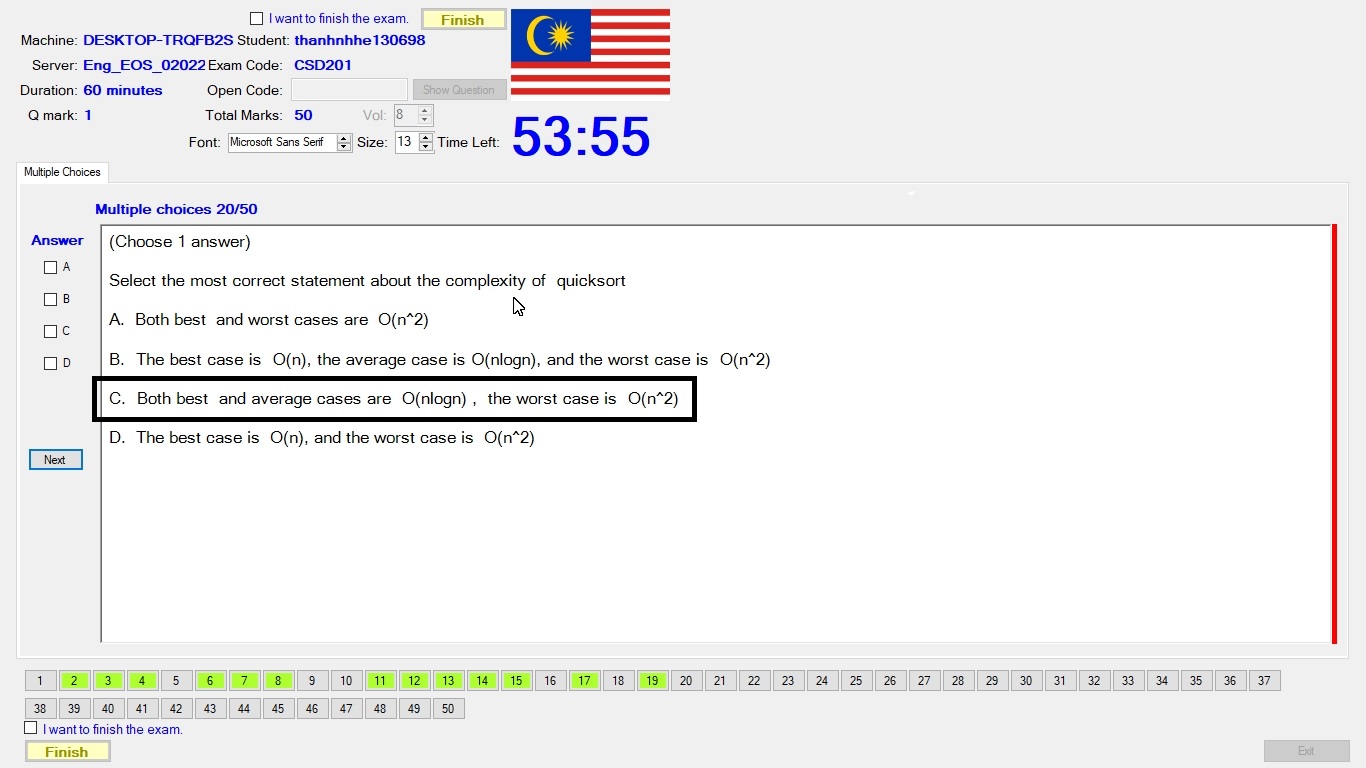 I want to finish the exam. Finish
Machine: DESKTOP-TRQFB2S Student: thanhnhhe130698
Server: Eng_EOS_02022 Exam Code: CSD201
Duration: 60 minutes Open Code: Show Question
Q mark: 1 Total Marks: 50 Vol: 8
Font: Microsoft Sans Serif Size: 13 Time Left: 53:55
Multiple Choices
Multiple choices 20/50
Answer
(Choose 1 answer)
A
Select the most correct statement about the complexity of quicksort
B
A. Both best and worst cases are O(n^2)
C
B. The best case is O(n), the average case is O(nlogn), and the worst case is O(n^2)
D
C. Both best and average cases are O(nlogn) , the worst case is O(n^2)
D. The best case is O(n), and the worst case is O(n^2)
Next
1 2 3 4 5 6 7 8 9 10 11 12 13 14 15 16 17 18 19 20 21 22 23 24 25 26 27 28 29 30 31 32 33 34 35 36 37
38 39 40 41 42 43 44 45 46 47 48 49 50
I want to finish the exam.
Finish Exit